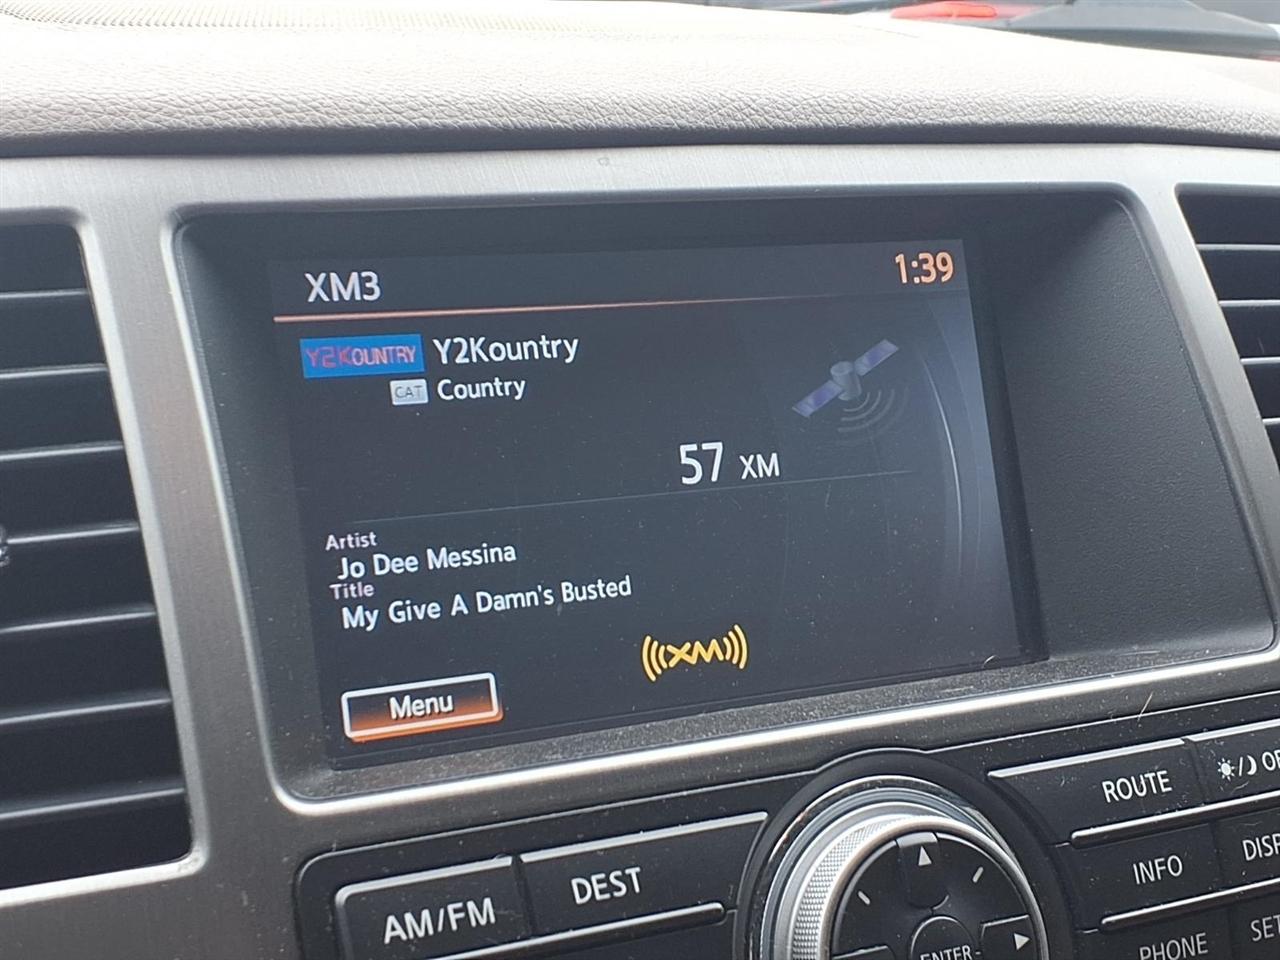 XM3 1:39
Y2KOUNTRY Y2Kountry
CAT Country
57 XM
Artist
Jo Dee Messina
Title
My Give A Damn's Busted
XM
Menu
AM/FM DEST ROUTE
INFO
ENTER PHONE